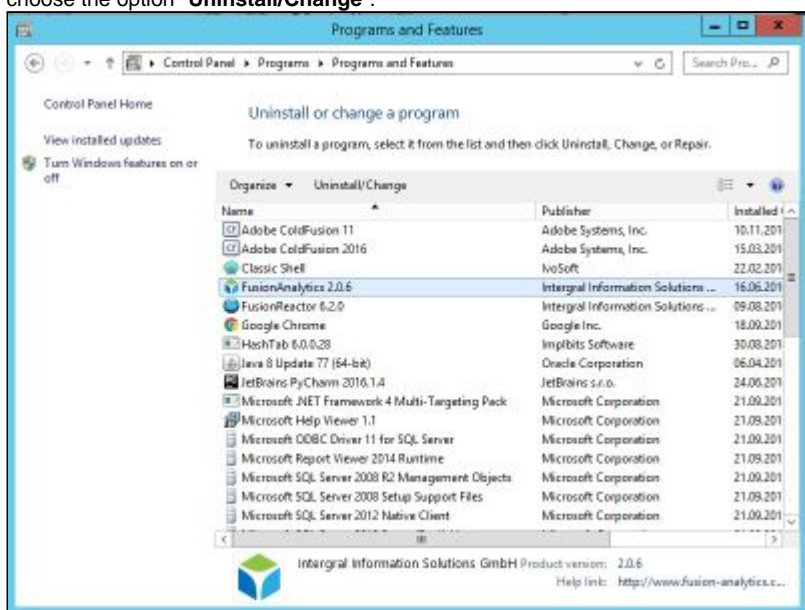 choose the option "Uninstall/Change".
Programs and Features
Control Panel ▸ Programs ▸ Programs and Features
Search Pro...
Control Panel Home
View installed updates
Turn Windows features on or
off
Uninstall or change a program
To uninstall a program, select it from the list and then click Uninstall, Change, or Repair.
Organize Uninstall/Change
Name Publisher Installed
Adobe ColdFusion 11 Adobe Systems, Inc. 10.11.201
Adobe ColdFusion 2016 Adobe Systems, Inc. 15.03.201
Classic Shell IvoSoft 22.02.201
FusionAnalytics 2.0.6 Intergral Information Solutions ... 16.06.201
FusionReactor 6.2.0 Intergral Information Solutions ... 09.08.201
Google Chrome Google Inc. 18.09.201
HashTab 6.0.0.28 Implbits Software 30.08.201
Java 8 Update 77 (64-bit) Oracle Corporation 06.04.201
JetBrains PyCharm 2016.1.4 JetBrains s.r.o. 24.06.201
Microsoft .NET Framework 4 Multi-Targeting Pack Microsoft Corporation 21.09.201
Microsoft Help Viewer 1.1 Microsoft Corporation 21.09.201
Microsoft ODBC Driver 11 for SQL Server Microsoft Corporation 21.09.201
Microsoft Report Viewer 2014 Runtime Microsoft Corporation 21.09.201
Microsoft SQL Server 2008 R2 Management Objects Microsoft Corporation 21.09.201
Microsoft SQL Server 2008 Setup Support Files Microsoft Corporation 21.09.201
Microsoft SQL Server 2012 Native Client Microsoft Corporation 21.09.201
Intergral Information Solutions GmbH Product version: 2.0.6
Help link: http://www.fusion-analytics.c...